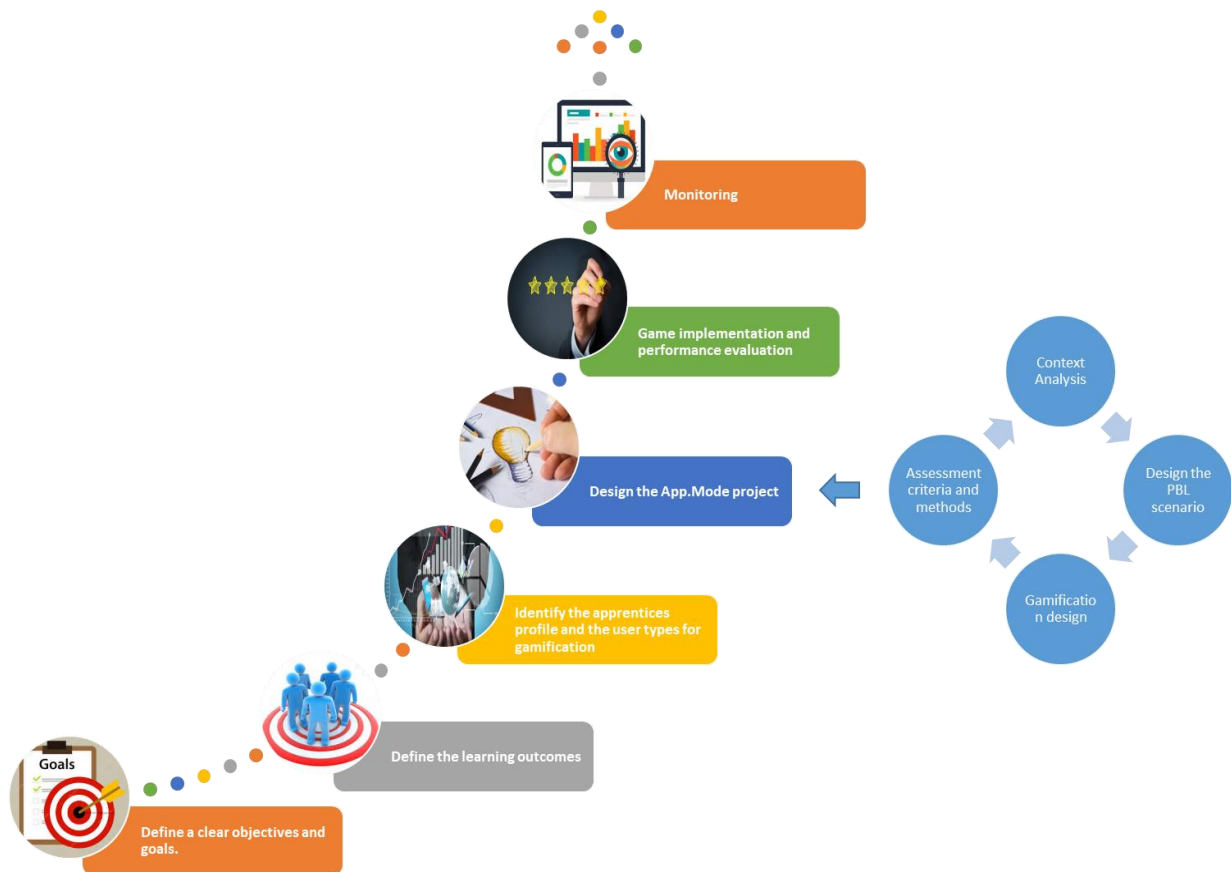 Monitoring
Game implementation and
performance evaluation
Design the App.Mode project
Identify the apprentices
profile and the user types for
gamification
Define the learning outcomes
Goals
Define a clear objectives and
goals.
Context
Analysis
Design the
PBL
scenario
Gamificatio
n design
Assessment
criteria and
methods